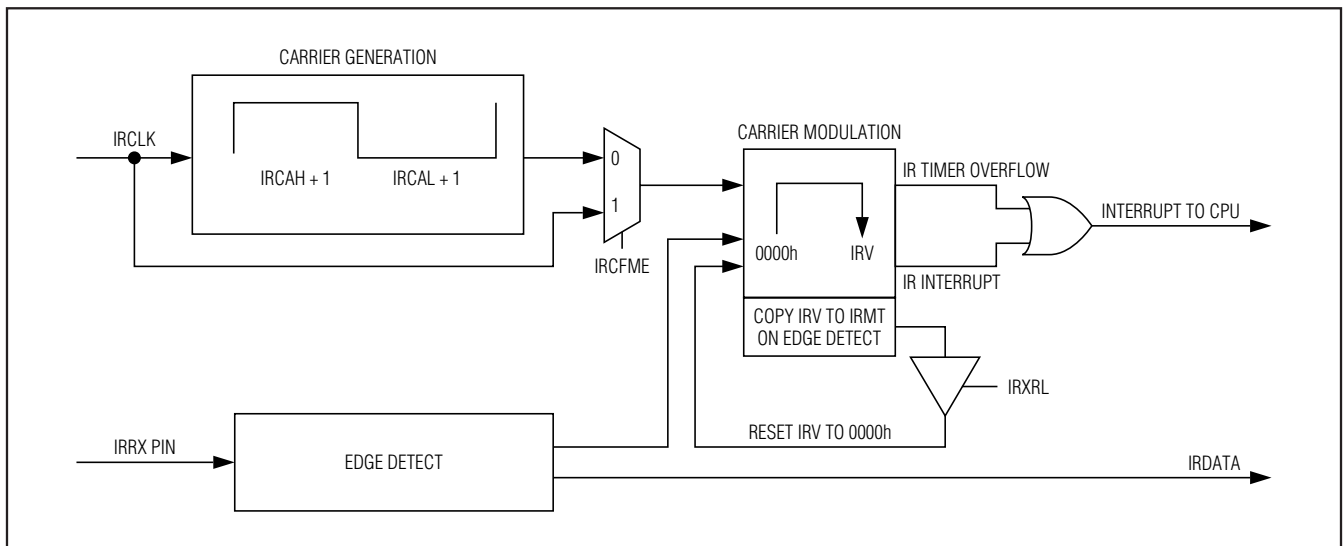 CARRIER GENERATION
IRCLK
IRCAH + 1
IRCAL + 1
0
1
IRCFME
CARRIER MODULATION
0000h
IRV
IR TIMER OVERFLOW
IR INTERRUPT
INTERRUPT TO CPU
COPY IRV TO IRMT
ON EDGE DETECT
IRXRL
RESET IRV TO 0000h
IRRX PIN
EDGE DETECT
IRDATA